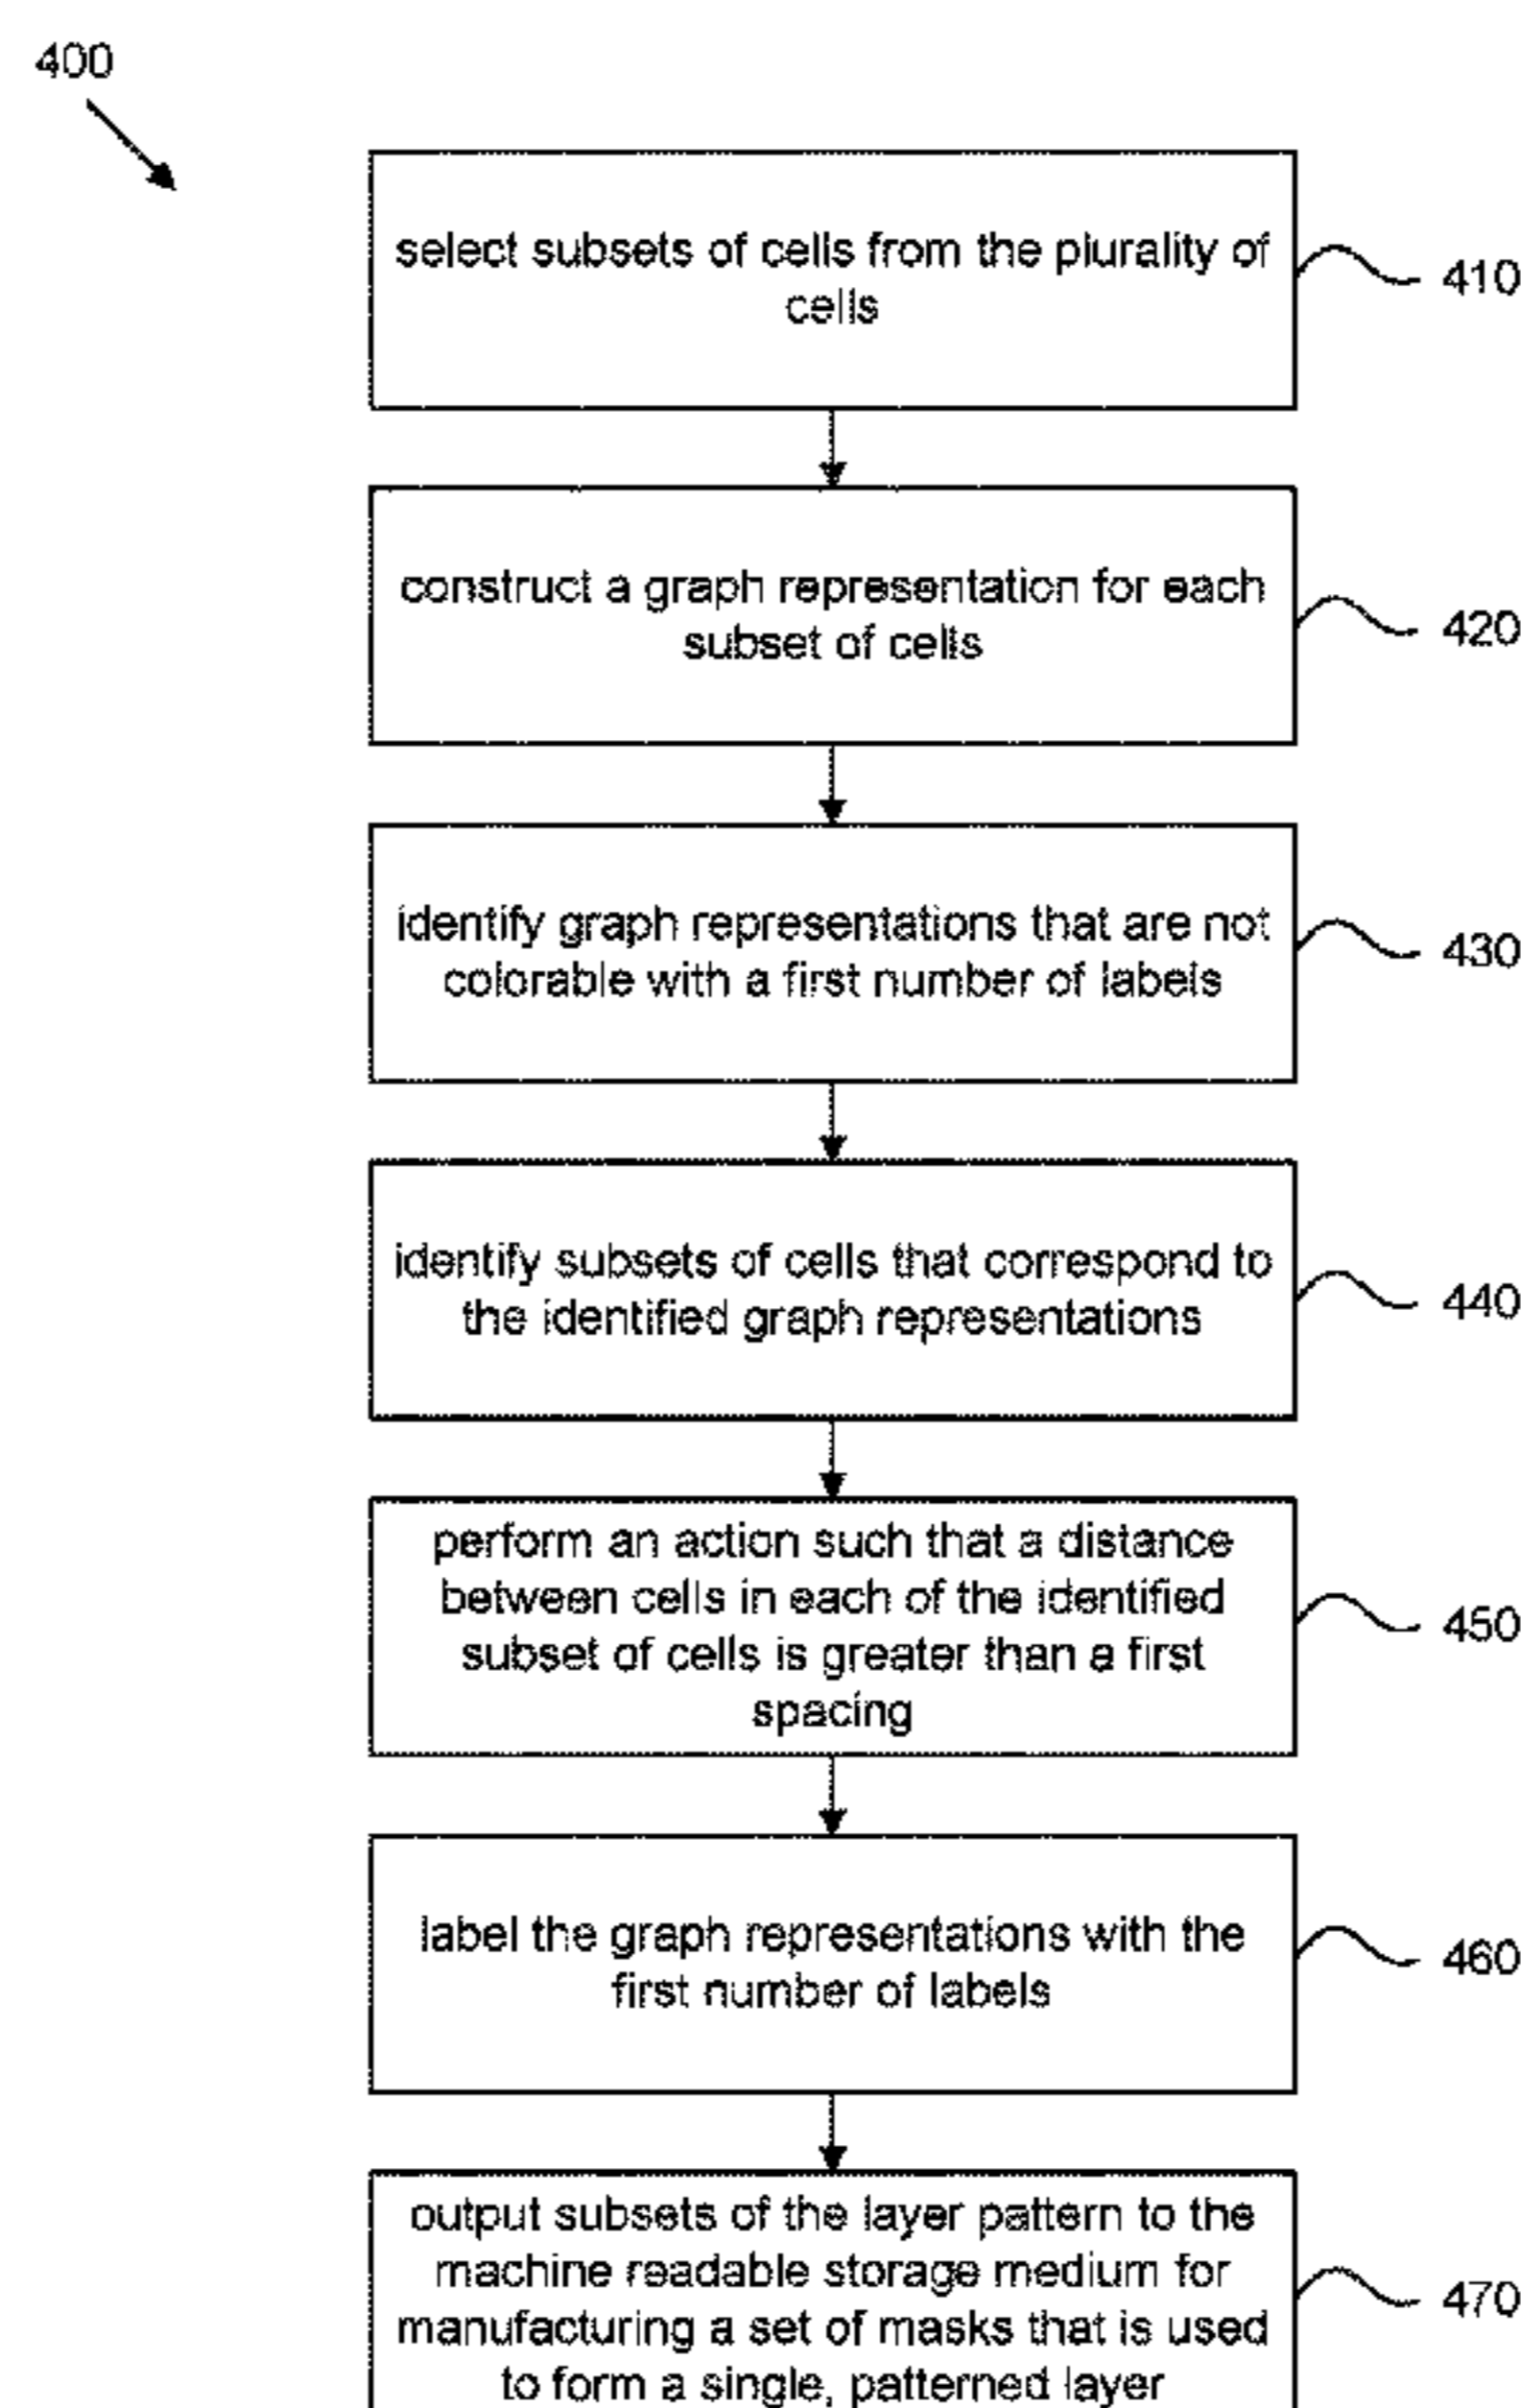 400
select subsets of cells from the plurality of
cells
410
construct a graph representation for each
subset of cells
420
identify graph representations that are not
colorable with a first number of labels
430
identify subsets of cells that correspond to
the identified graph representations
440
perform an action such that a distance
between cells in each of the identified
subset of cells is greater than a first
spacing
450
label the graph representations with the
first number of labels
460
output subsets of the layer pattern to the
machine readable storage medium for
manufacturing a set of masks that is used
to form a single, patterned layer
470